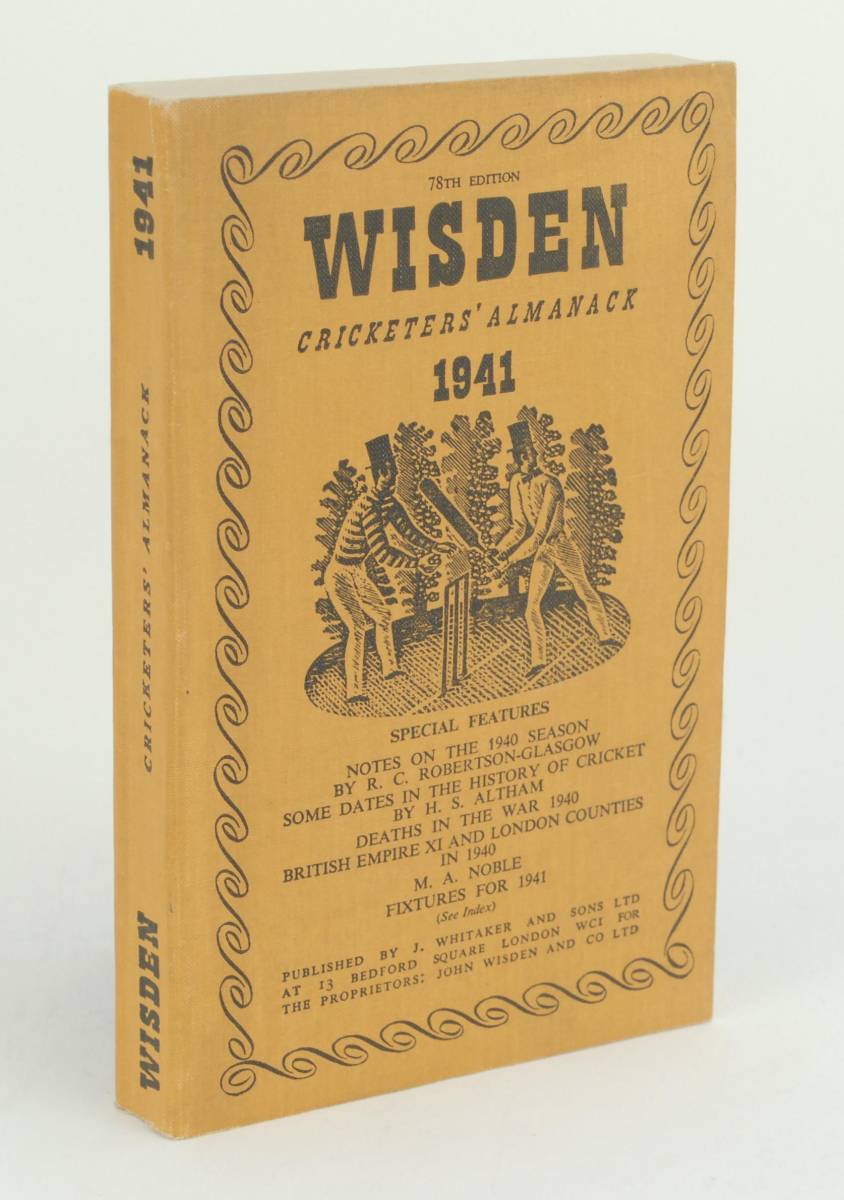 1941
CRICKETERS' ALMANACK
WISDEN
78TH EDITION
WISDEN
CRICKETERS' ALMANACK
1941
SPECIAL FEATURES
NOTES ON THE 1940 SEASON
BY R. C. ROBERTSON-GLASGOW
SOME DATES IN THE HISTORY OF CRICKET
BY H. S. ALTHAM
DEATHS IN THE WAR 1940
BRITISH EMPIRE XI AND LONDON COUNTIES
IN 1940
M. A. NOBLE
FIXTURES FOR 1941
(See Index)
PUBLISHED BY J. WHITAKER AND SONS LTD
AT 13 BEDFORD SQUARE LONDON WC1 FOR
THE PROPRIETORS: JOHN WISDEN AND CO LTD